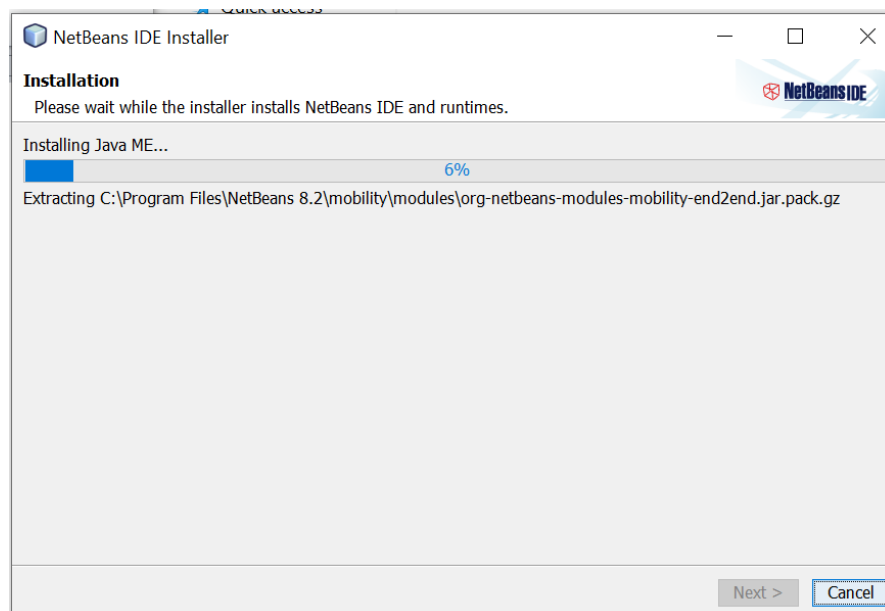 Quick access
NetBeans IDE Installer
Installation
Please wait while the installer installs NetBeans IDE and runtimes.
NetBeans IDE
Installing Java ME...
6%
Extracting C:\Program Files\NetBeans 8.2\mobility\modules\org-netbeans-modules-mobility-end2end.jar.pack.gz
Next >
Cancel